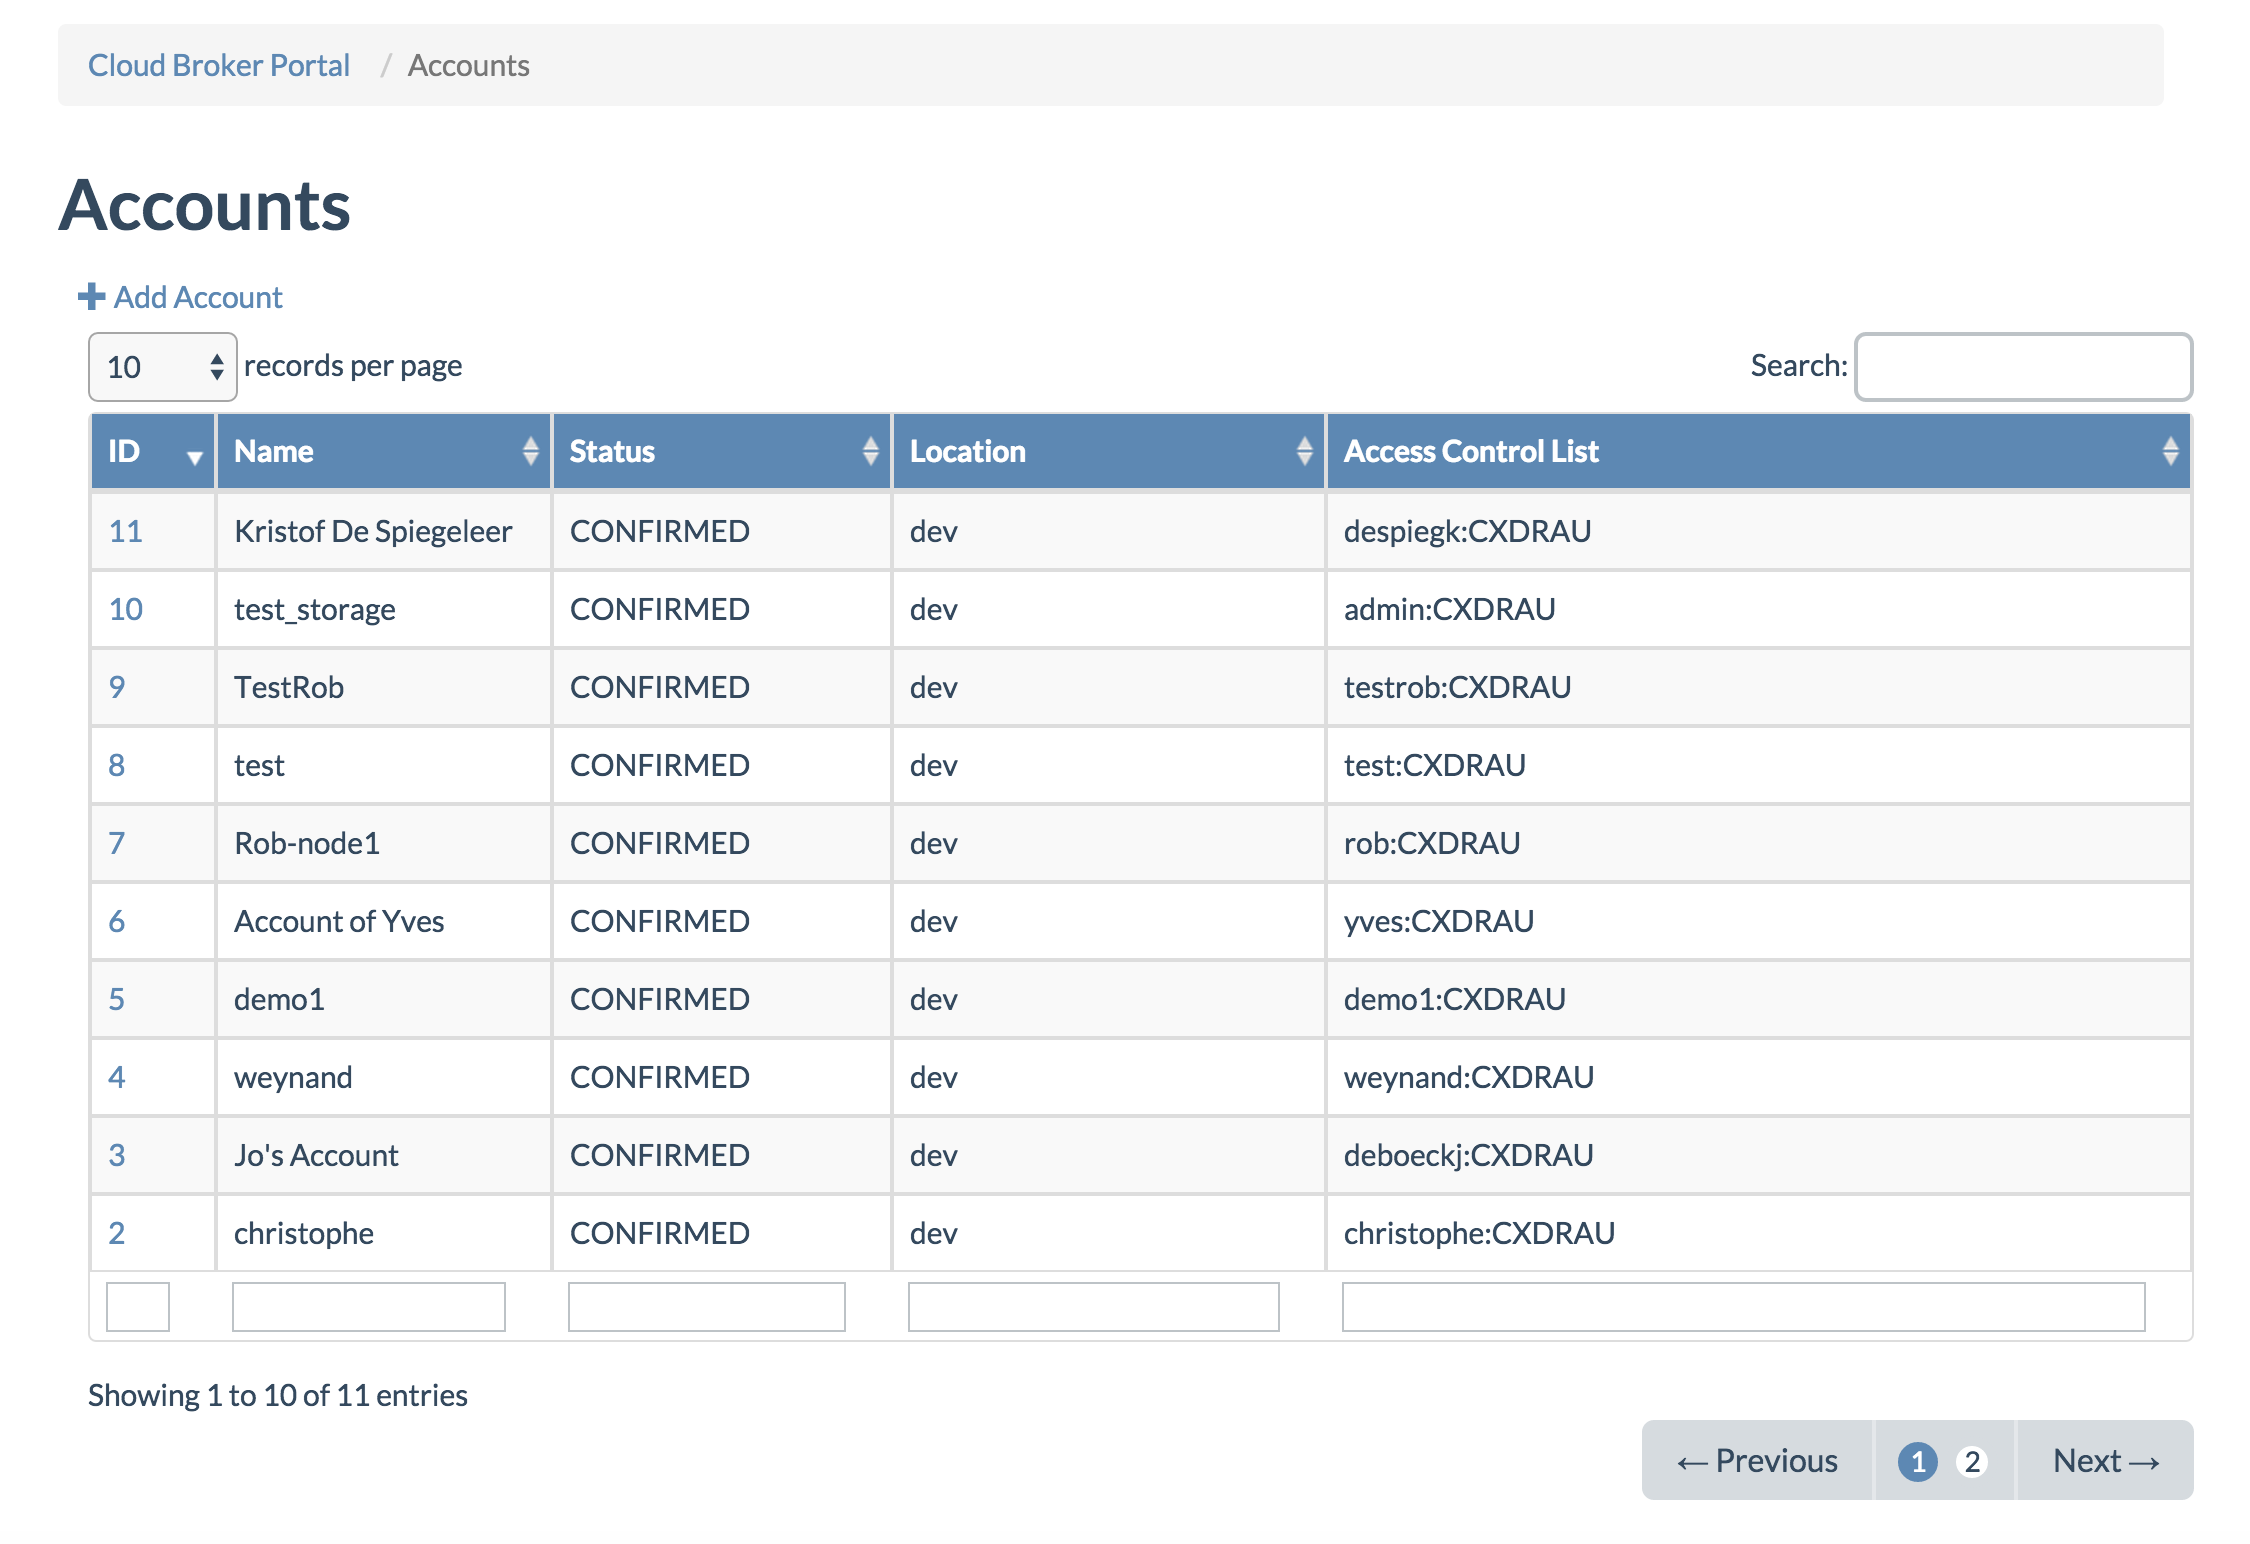 Cloud Broker Portal / Accounts
Accounts
Add Account
10 records per page Search:
ID Name Status Location Access Control List
11 Kristof De Spiegeleer CONFIRMED dev despiegk:CXDRAU
10 test_storage CONFIRMED dev admin:CXDRAU
9 TestRob CONFIRMED dev testrob:CXDRAU
8 test CONFIRMED dev test:CXDRAU
7 Rob-node1 CONFIRMED dev rob:CXDRAU
6 Account of Yves CONFIRMED dev yves:CXDRAU
5 demo1 CONFIRMED dev demo1:CXDRAU
4 weynand CONFIRMED dev weynand:CXDRAU
3 Jo's Account CONFIRMED dev deboeckj:CXDRAU
2 christophe CONFIRMED dev christophe:CXDRAU
Showing 1 to 10 of 11 entries
← Previous 1 2 Next →